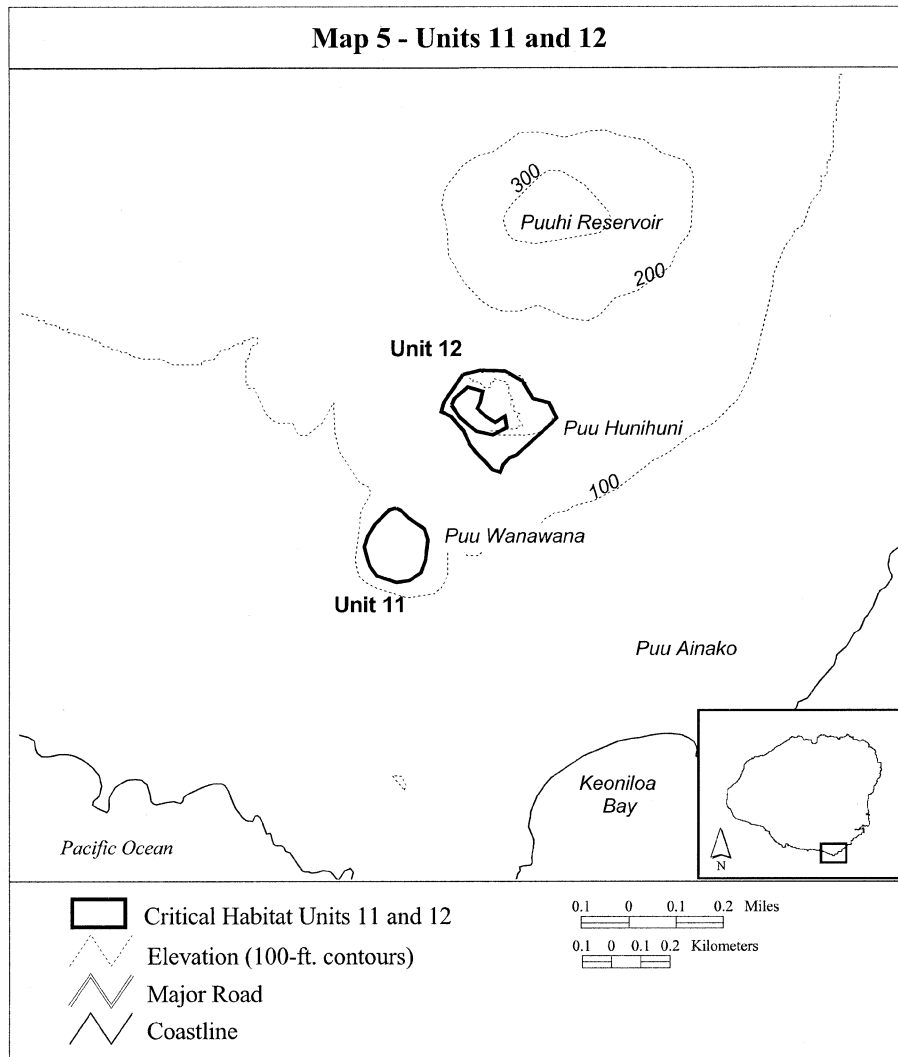 Map 5 - Units 11 and 12
300
Puuhi Reservoir
200
Unit 12
Puu Hunihuni
100
Puu Wanawana
Unit 11
Puu Ainako
Keoniloa
Bay
Pacific Ocean
N
Critical Habitat Units 11 and 12
Elevation (100-ft. contours)
Major Road
Coastline
0.1 0 0.1 0.2 Miles
0.1 0 0.1 0.2 Kilometers